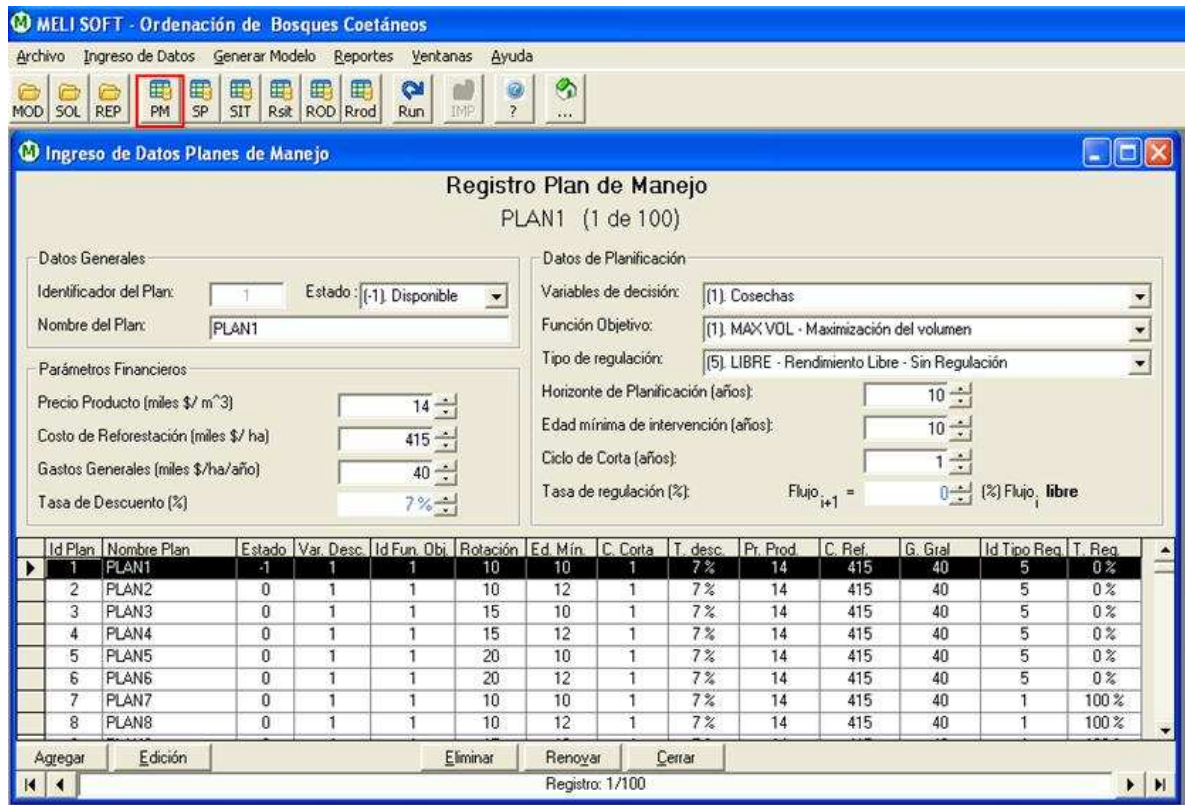 MELI SOFT - Ordenación de Bosques Coetáneos
Archivo Ingreso de Datos Generar Modelo Reportes Ventanas Ayuda
MOD SOL REP PM SP SIT Rsit ROD Rrod Run IMP ? ...
Ingreso de Datos Planes de Manejo
Registro Plan de Manejo
PLAN1 (1 de 100)
Datos Generales
Identificador del Plan: 1 Estado : (-1). Disponible
Nombre del Plan: PLAN1
Parámetros Financieros
Precio Producto (miles $/ m^3) 14
Costo de Reforestación (miles $/ ha) 415
Gastos Generales (miles $/ha/año) 40
Tasa de Descuento (%) 7 %
Datos de Planificación
Variables de decisión: (1). Cosechas
Función Objetivo: (1). MAX VOL - Maximización del volumen
Tipo de regulación: (5). LIBRE - Rendimiento Libre - Sin Regulación
Horizonte de Planificación (años): 10
Edad mínima de intervención (años): 10
Ciclo de Corta (años): 1
Tasa de regulación (%): Flujo i+1 = 0 (%) Flujo i libre
Id Plan Nombre Plan Estado Var. Desc. Id Fun. Obj. Rotación Ed. Mín. C. Corta T. desc. Pr. Prod. C. Ref. G. Gral Id Tipo Reg. T. Reg.
1 PLAN1 -1 1 1 10 10 1 7 % 14 415 40 5 0 %
2 PLAN2 0 1 1 10 12 1 7 % 14 415 40 5 0 %
3 PLAN3 0 1 1 15 10 1 7 % 14 415 40 5 0 %
4 PLAN4 0 1 1 15 12 1 7 % 14 415 40 5 0 %
5 PLAN5 0 1 1 20 10 1 7 % 14 415 40 5 0 %
6 PLAN6 0 1 1 20 12 1 7 % 14 415 40 5 0 %
7 PLAN7 0 1 1 10 10 1 7 % 14 415 40 1 100 %
8 PLAN8 0 1 1 10 12 1 7 % 14 415 40 1 100 %
Agregar Edición Eliminar Renovar Cerrar
Registro: 1/100